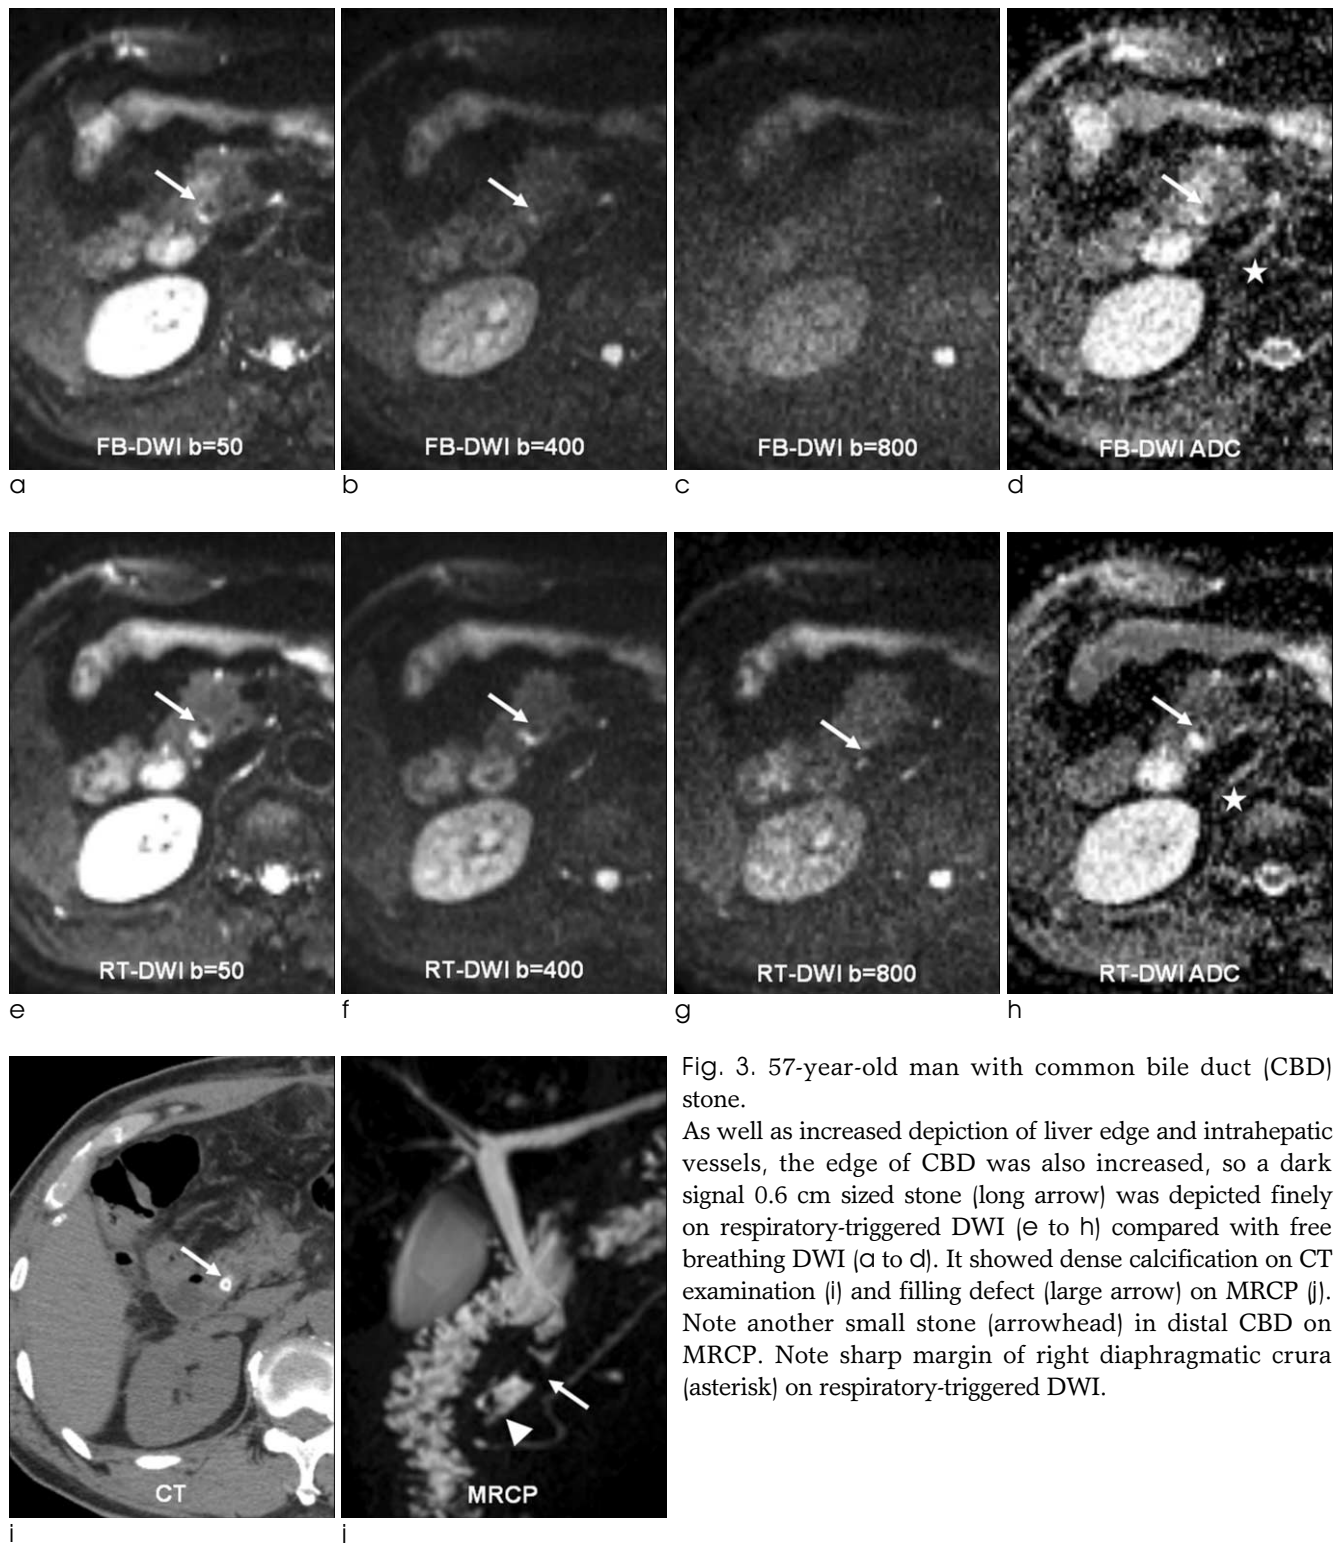 FB-DWI b=50
FB-DWI b=400
FB-DWI b=800
FB-DWI ADC
a
b
c
d
RT-DWI b=50
RT-DWI b=400
RT-DWI b=800
RT-DWI ADC
e
f
g
h
CT
MRCP
i
j
Fig. 3. 57-year-old man with common bile duct (CBD)
stone.
As well as increased depiction of liver edge and intrahepatic
vessels, the edge of CBD was also increased, so a dark
signal 0.6 cm sized stone (long arrow) was depicted finely
on respiratory-triggered DWI (e to h) compared with free
breathing DWI (a to d). It showed dense calcification on CT
examination (i) and filling defect (large arrow) on MRCP (j).
Note another small stone (arrowhead) in distal CBD on
MRCP. Note sharp margin of right diaphragmatic crura
(asterisk) on respiratory-triggered DWI.